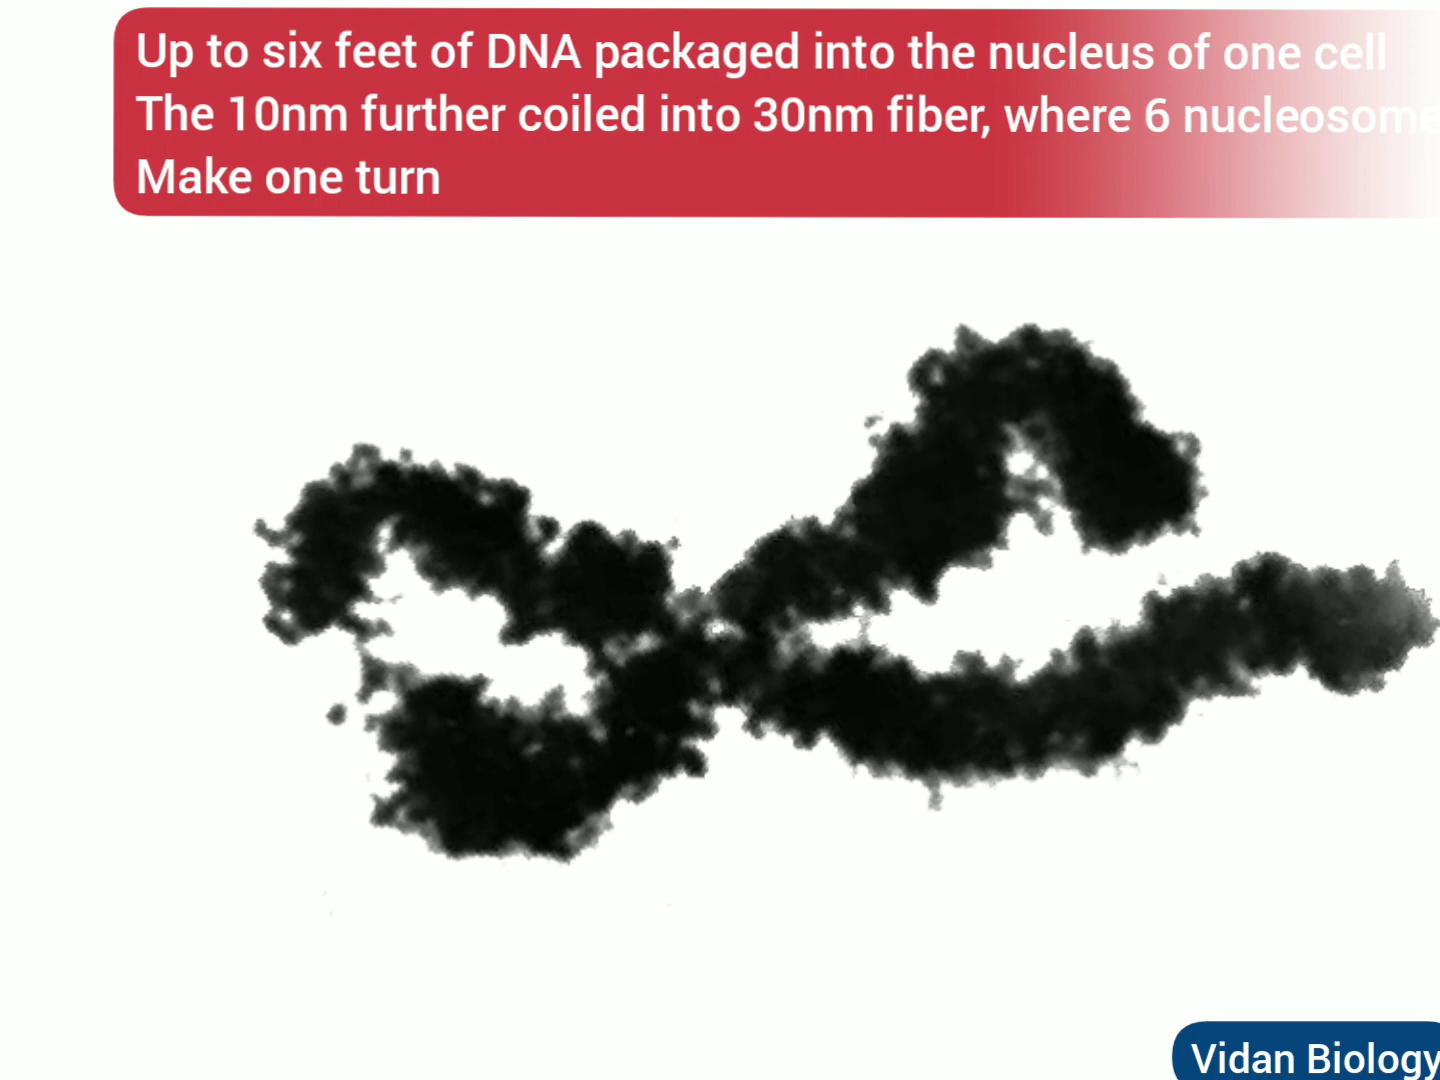 Up to six feet of DNA packaged into the nucleus of one cell
The 10nm further coiled into 30nm fiber, where 6 nucleosome
Make one turn
Vidan Biology